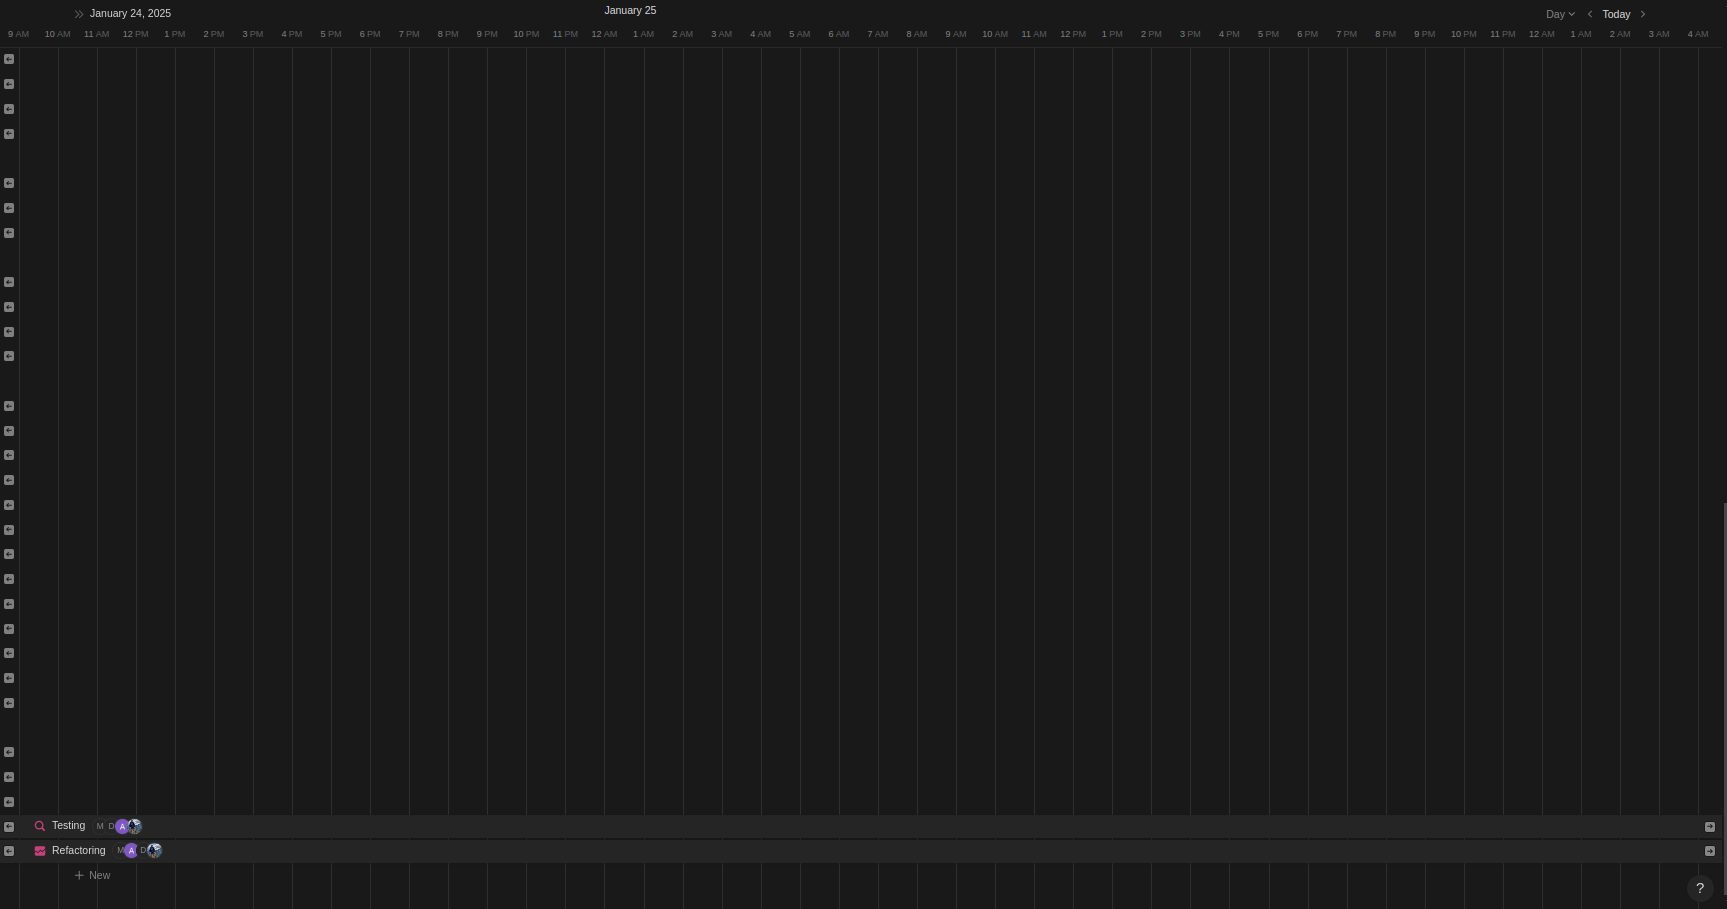 January 24, 2025
January 25
Day
Today
9 AM 10 AM 11 AM 12 PM 1 PM 2 PM 3 PM 4 PM 5 PM 6 PM 7 PM 8 PM 9 PM 10 PM 11 PM 12 AM 1 AM 2 AM 3 AM 4 AM 5 AM 6 AM 7 AM 8 AM 9 AM 10 AM 11 AM 12 PM 1 PM 2 PM 3 PM 4 PM 5 PM 6 PM 7 PM 8 PM 9 PM 10 PM 11 PM 12 AM 1 AM 2 AM 3 AM 4 AM
Testing M D A
Refactoring M A D
+ New
?